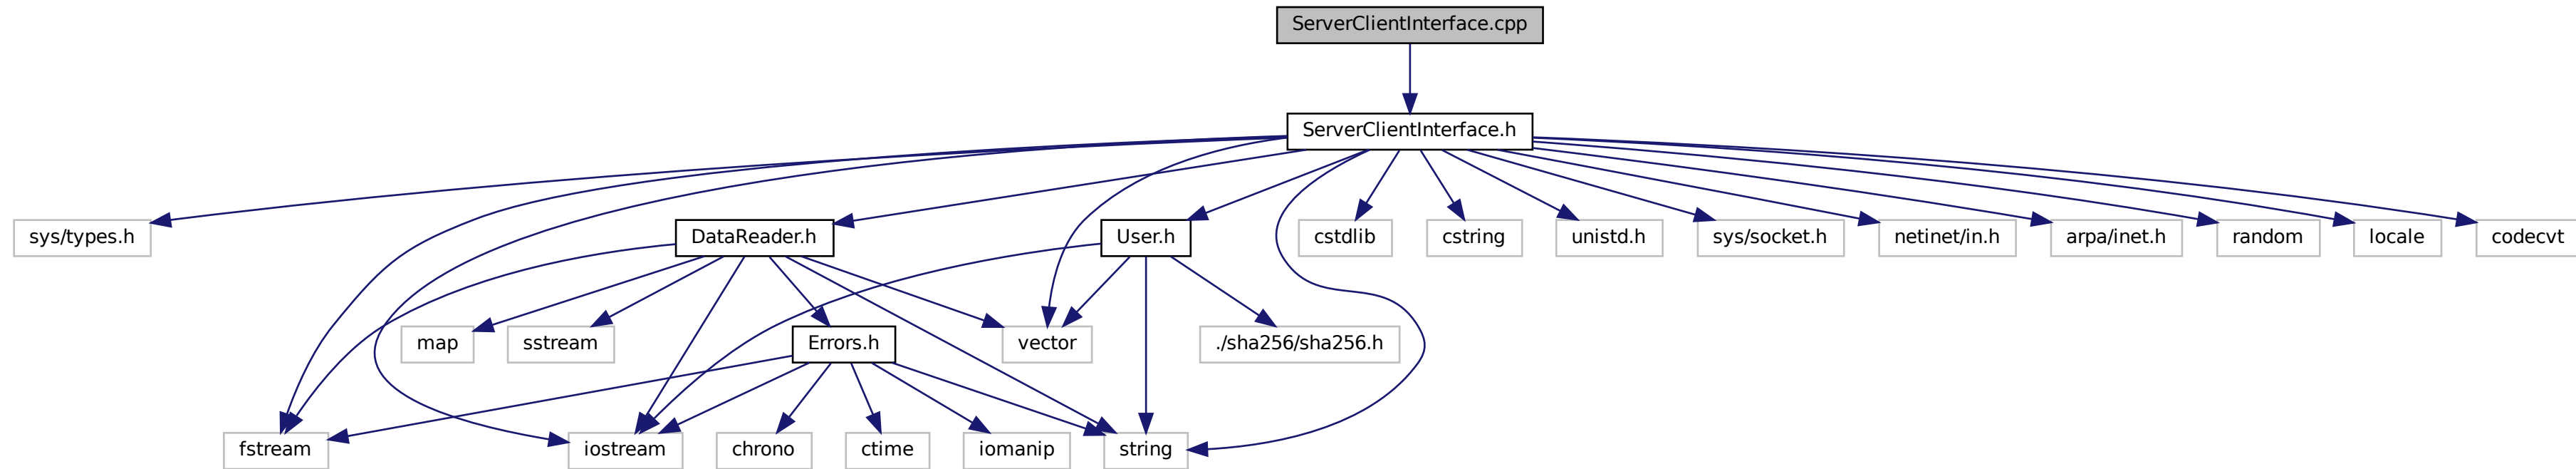 ServerClientInterface.cpp
ServerClientInterface.h
sys/types.h
DataReader.h
User.h
cstdlib
cstring
unistd.h
sys/socket.h
netinet/in.h
arpa/inet.h
random
locale
codecvt
map
sstream
Errors.h
vector
./sha256/sha256.h
fstream
iostream
chrono
ctime
iomanip
string